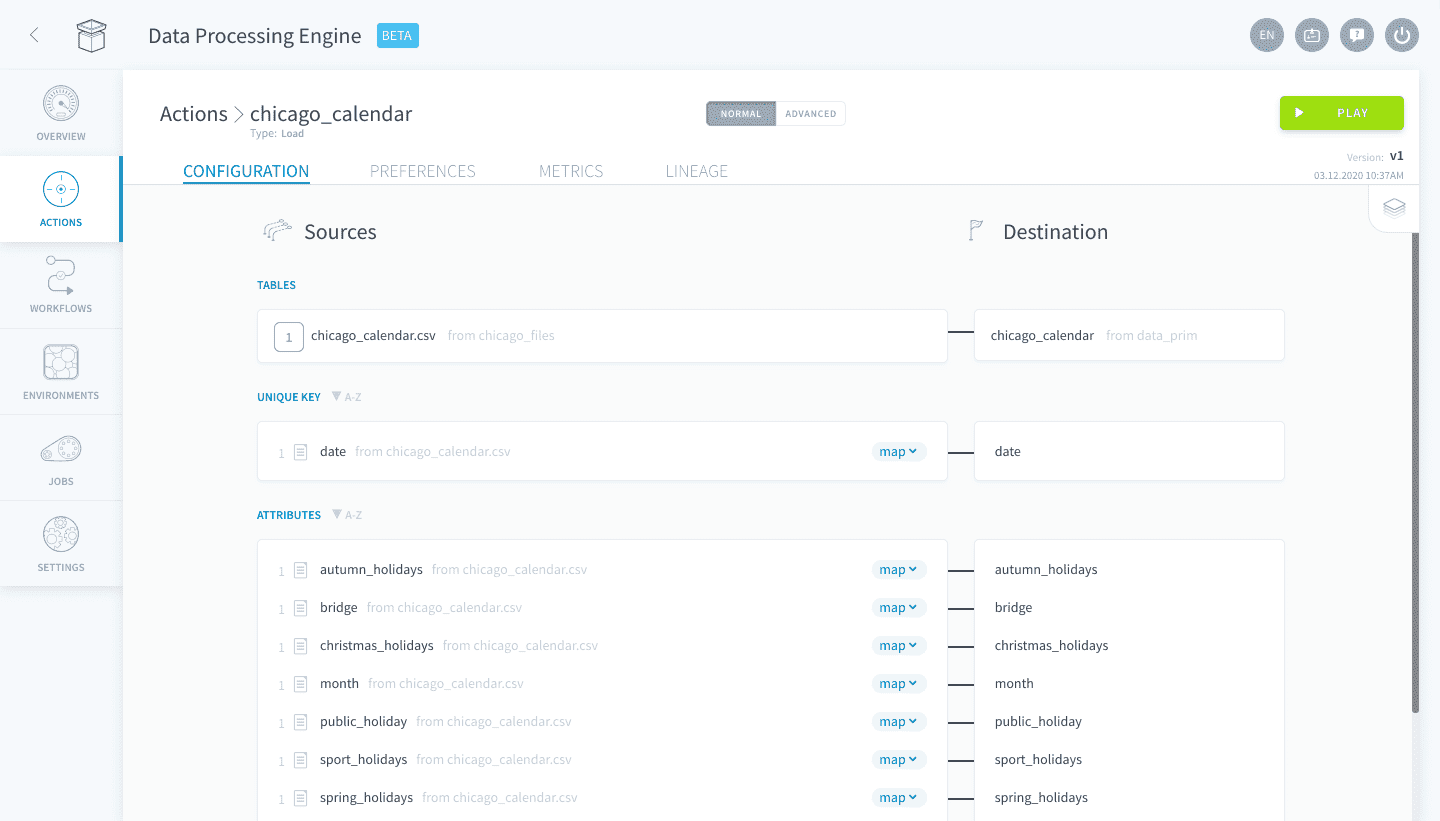 Data Processing Engine BETA
EN
OVERVIEW
ACTIONS
WORKFLOWS
ENVIRONMENTS
JOBS
SETTINGS
Actions > chicago_calendar
Type: Load
NORMAL ADVANCED
PLAY
Version: v1
03.12.2020 10:37AM
CONFIGURATION PREFERENCES METRICS LINEAGE
Sources Destination
TABLES
1 chicago_calendar.csv from chicago_files chicago_calendar from data_prim
UNIQUE KEY ▼ A-Z
1 date from chicago_calendar.csv map date
ATTRIBUTES ▼ A-Z
1 autumn_holidays from chicago_calendar.csv map autumn_holidays
1 bridge from chicago_calendar.csv map bridge
1 christmas_holidays from chicago_calendar.csv map christmas_holidays
1 month from chicago_calendar.csv map month
1 public_holiday from chicago_calendar.csv map public_holiday
1 sport_holidays from chicago_calendar.csv map sport_holidays
1 spring_holidays from chicago_calendar.csv map spring_holidays